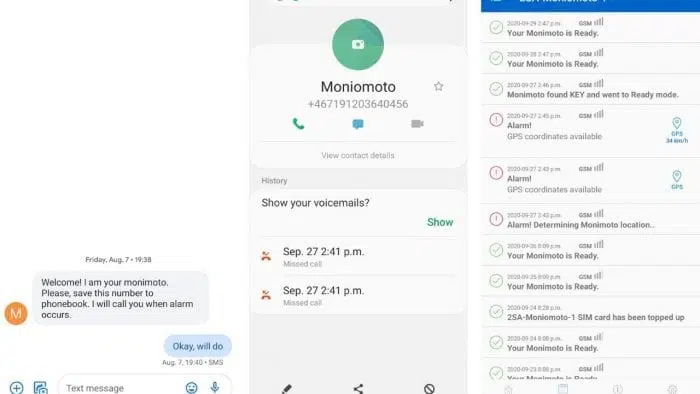 Friday, Aug. 7 • 19:38
Welcome! I am your monimoto.
Please, save this number to
phonebook. I will call you when alarm
occurs.
M
Okay, will do
Aug. 7, 19:40 • SMS
Text message
Moniomoto
+467191203640456
View contact details
History
Show your voicemails?
Show
Sep. 27 2:41 p.m.
Missed call
Sep. 27 2:41 p.m.
Missed call
2SA-Moniomoto-1
2020-09-29 2:47 p.m. GSM
Your Monimoto is Ready.
2020-09-28 2:47 p.m. GSM
Your Monimoto is Ready.
2020-09-27 2:46 p.m. GSM
Monimoto found KEY and went to Ready mode.
2020-09-27 2:45 p.m. GSM
Alarm!
GPS coordinates available
GPS
34 km/h
2020-09-27 2:43 p.m. GSM
Alarm!
GPS coordinates available
GPS
2020-09-27 2:43 p.m. GSM
Alarm! Determining Monimoto location..
2020-09-26 8:09 p.m. GSM
Your Monimoto is Ready.
2020-09-25 8:09 p.m. GSM
Your Monimoto is Ready.
2020-09-24 8:28 p.m.
2SA-Moniomoto-1 SIM card has been topped up
2020-09-24 8:08 p.m. GSM
Your Monimoto is Ready.
2020-09-23 8:08 p.m. GSM
Your Monimoto is Ready.